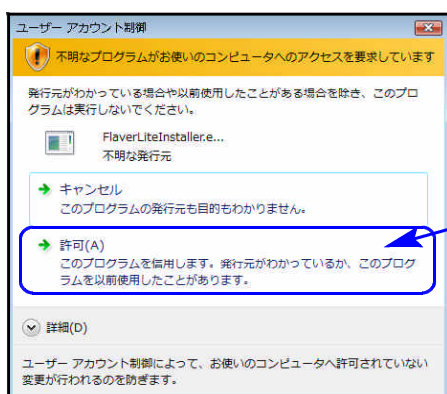 ユーザー アカウント制御
不明なプログラムがお使いのコンピュータへのアクセスを要求しています
発行元がわかっている場合や以前使用したことがある場合を除き、このプロ
グラムは実行しないでください。
FlaverLiteInstaller.e...
不明な発行元
キャンセル
このプログラムの発行元も目的もわかりません。
許可(A)
このプログラムを信用します。発行元がわかっているか、このプログ
ラムを以前使用したことがあります。
詳細(D)
ユーザー アカウント制御によって、お使いのコンピュータへ許可されていない
変更が行われるのを防ぎます。